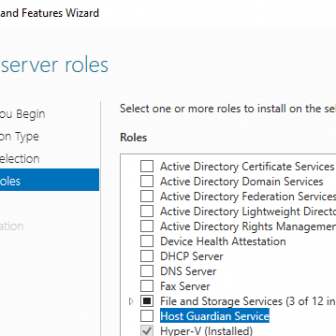 and Features Wizard
server roles
ou Begin
on Type
Selection
oles
ation
Select one or more roles to install on the se
Roles
Active Directory Certificate Services
Active Directory Domain Services
Active Directory Federation Services
Active Directory Lightweight Direct
Active Directory Rights Management
Device Health Attestation
DHCP Server
DNS Server
Fax Server
File and Storage Services (3 of 12 in
Host Guardian Service
Hyper-V (Installed)